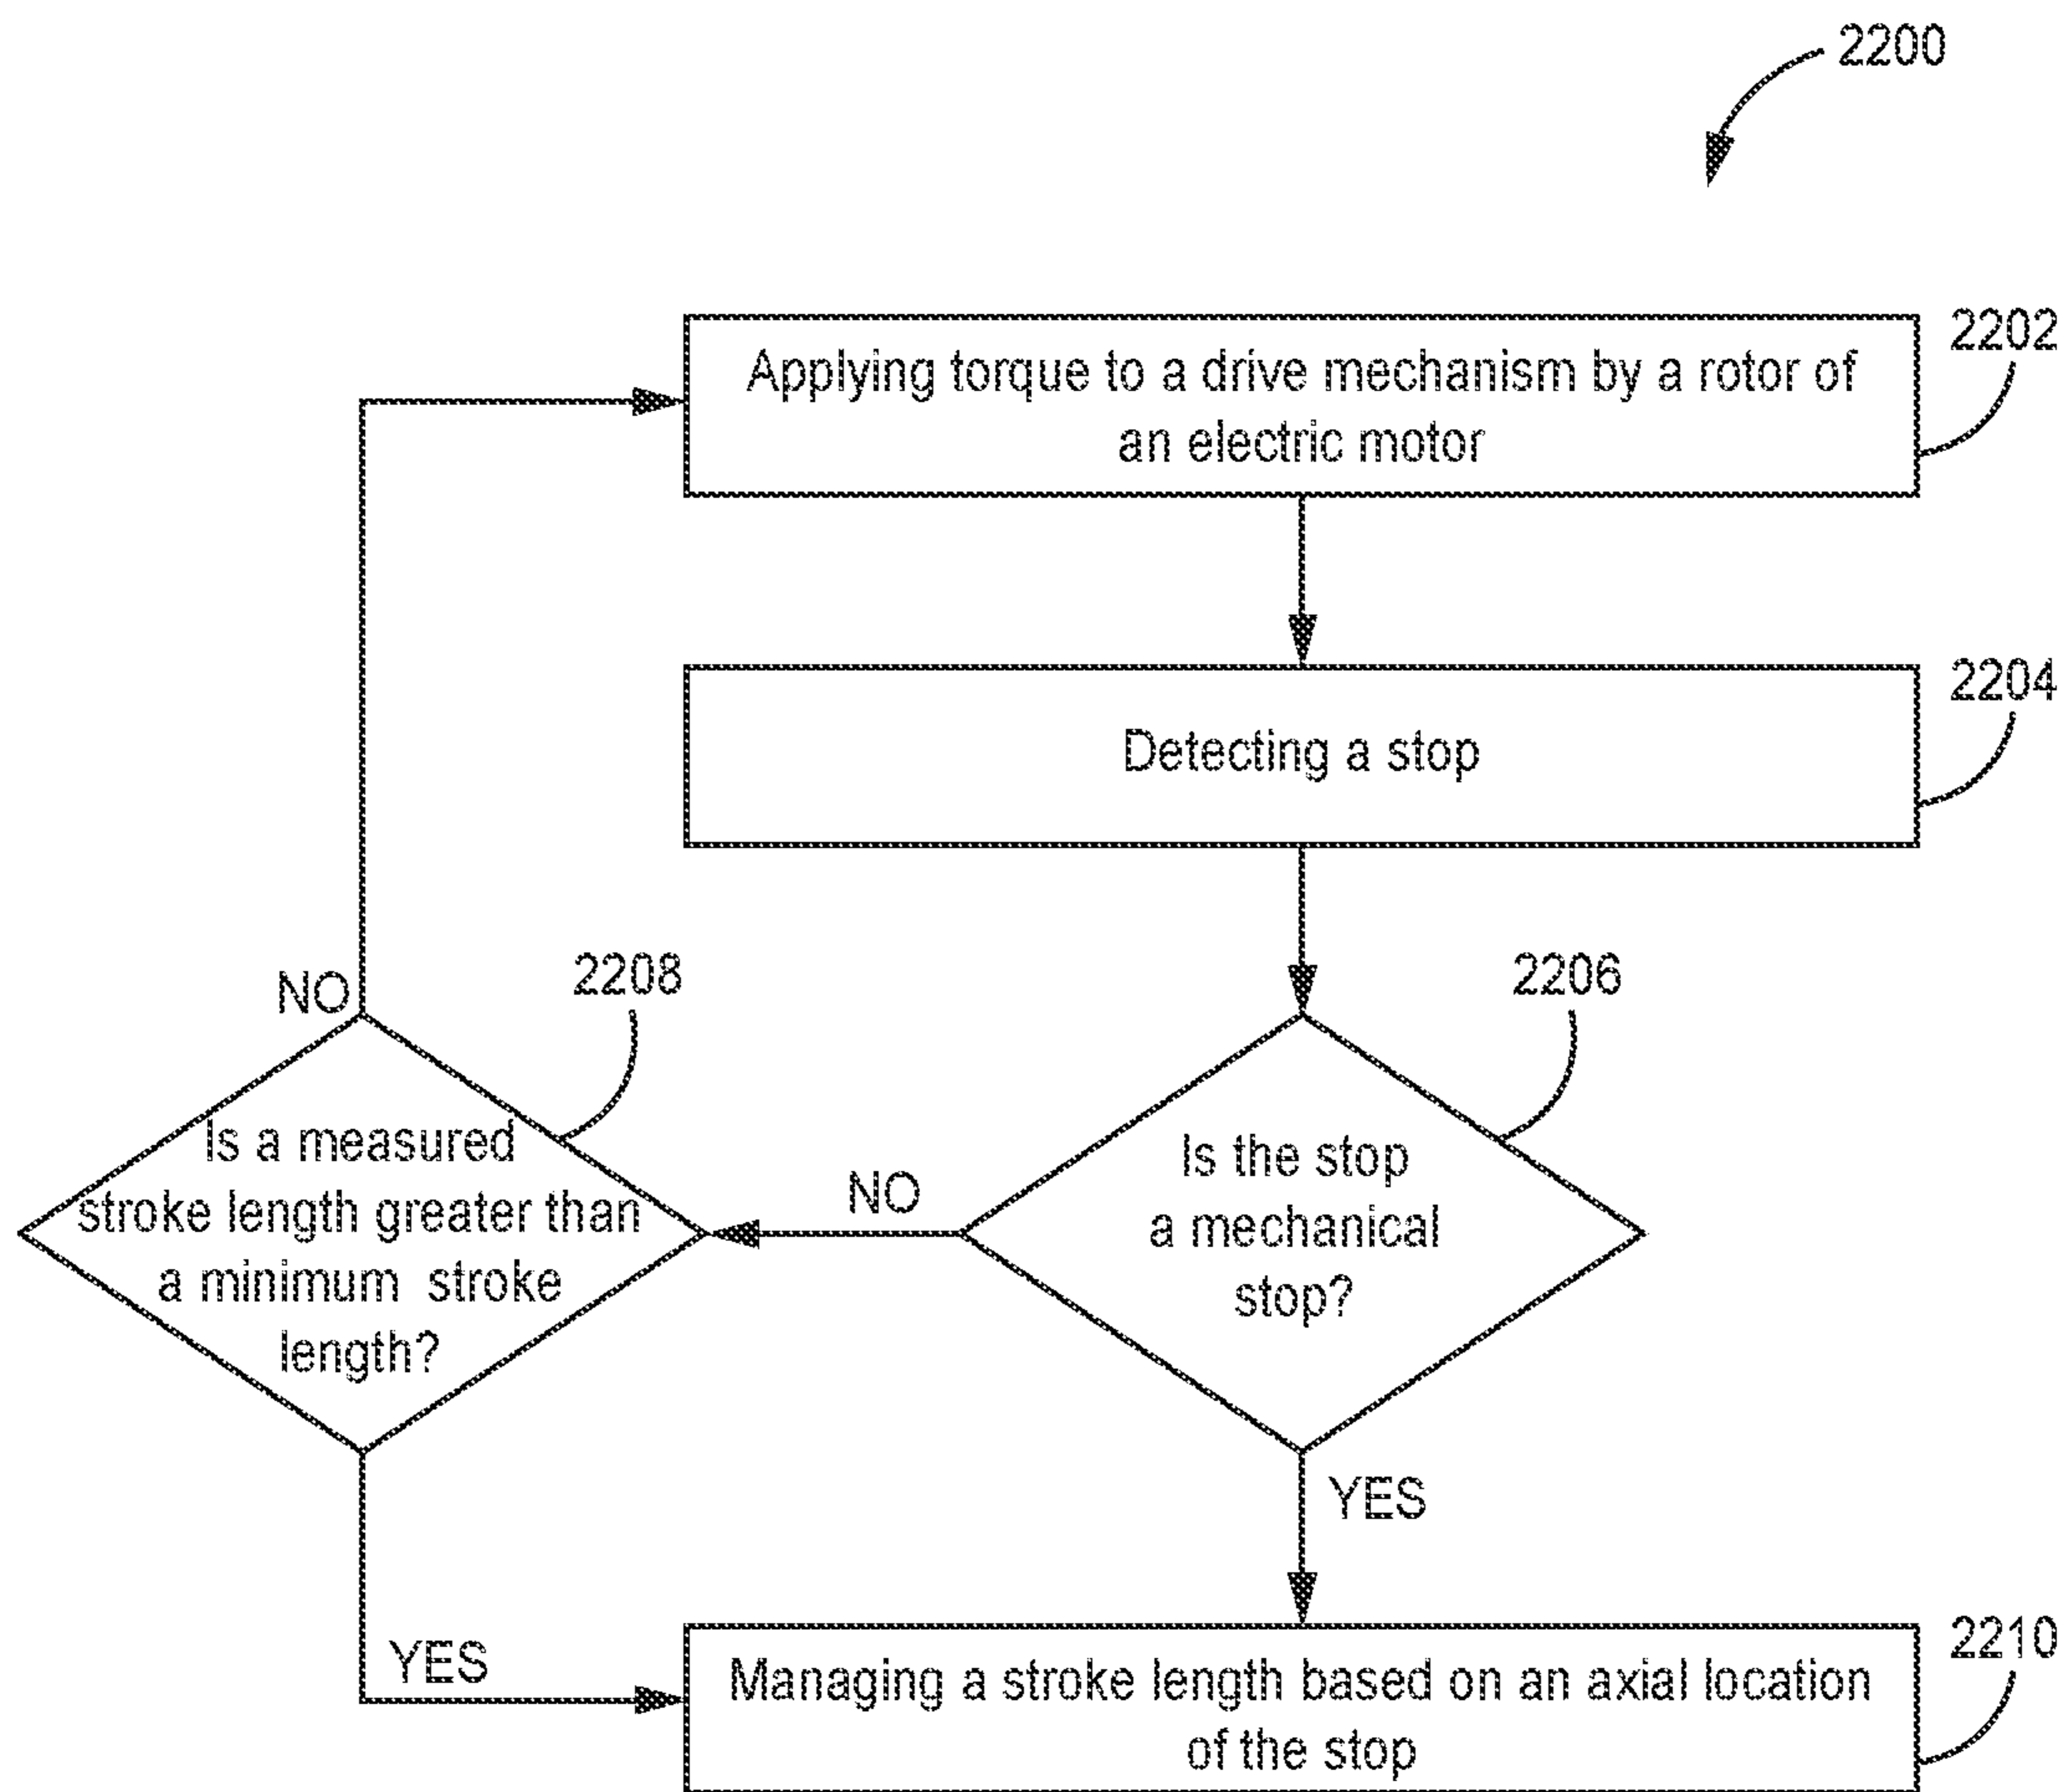 2200
Applying torque to a drive mechanism by a rotor of
an electric motor
2202
Detecting a stop
2204
Is the stop
a mechanical
stop?
2206
NO
YES
Is a measured
stroke length greater than
a minimum stroke
length?
2208
NO
YES
Managing a stroke length based on an axial location
of the stop
2210